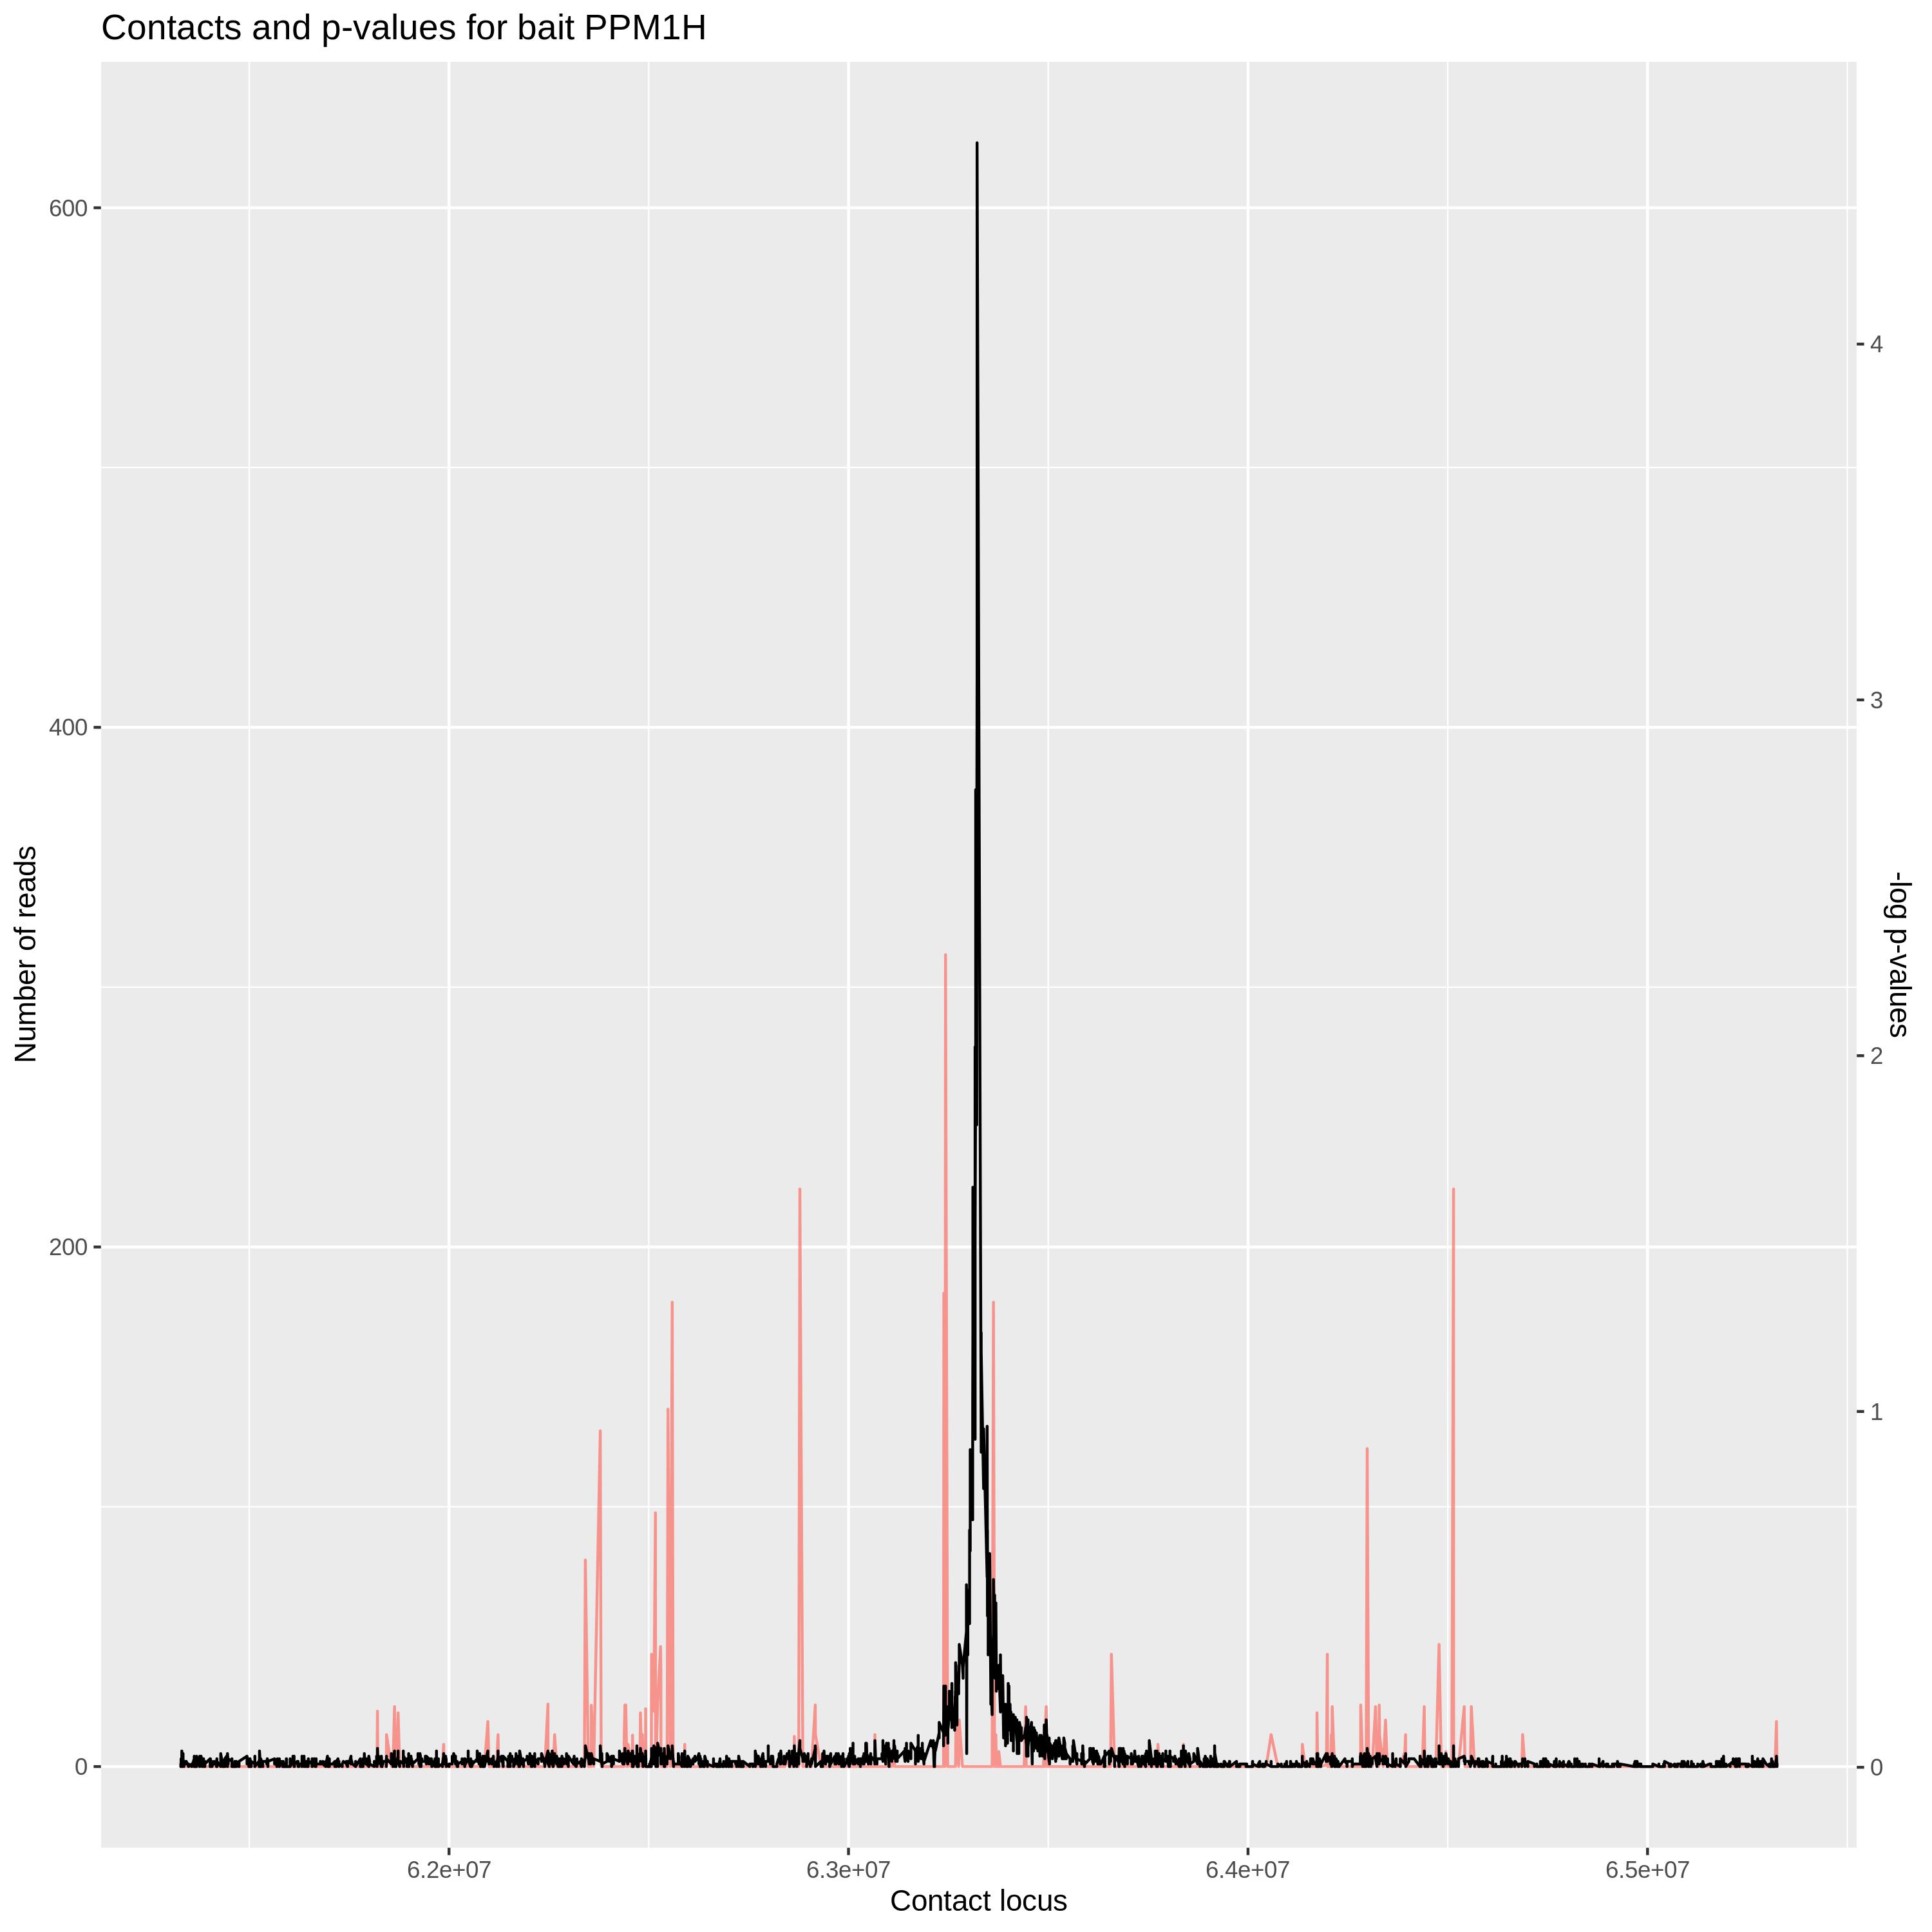 Contacts and p-values for bait PPM1H
600
400
200
0
Number of reads
4
3
2
1
0
-log p-values
6.2e+07
6.3e+07
6.4e+07
6.5e+07
Contact locus